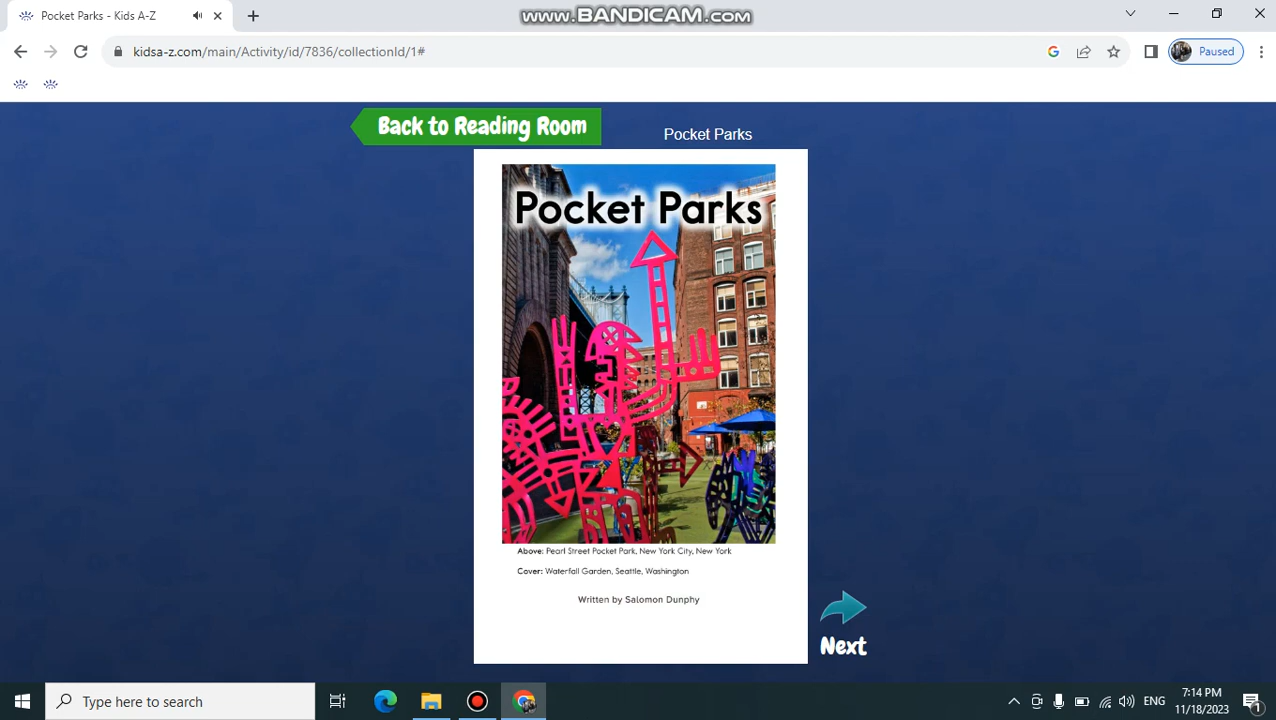 Pocket Parks - Kids A-Z
www.BANDICAM.com
kidsa-z.com/main/Activity/id/7836/collectionId/1#
Paused
Back to Reading Room
Pocket Parks
Pocket Parks
Above: Pearl Street Pocket Park, New York City, New York
Cover: Waterfall Garden, Seattle, Washington
Written by Salomon Dunphy
Next
Type here to search
ENG
7:14 PM
11/18/2023
1